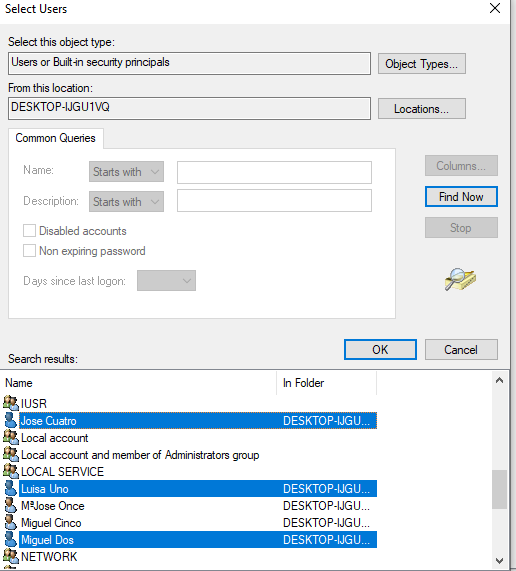 Select Users
Select this object type:
Users or Built-in security principals
Object Types...
From this location:
DESKTOP-IJGU1VQ
Locations...
Common Queries
Name:
Starts with
Columns...
Description:
Starts with
Find Now
Disabled accounts
Stop
Non expiring password
Days since last logon:
OK
Cancel
Search results:
Name In Folder
IUSR
Jose Cuatro DESKTOP-IJGU...
Local account
Local account and member of Administrators group
LOCAL SERVICE
Luisa Uno DESKTOP-IJGU...
MªJose Once DESKTOP-IJGU...
Miguel Cinco DESKTOP-IJGU...
Miguel Dos DESKTOP-IJGU...
NETWORK